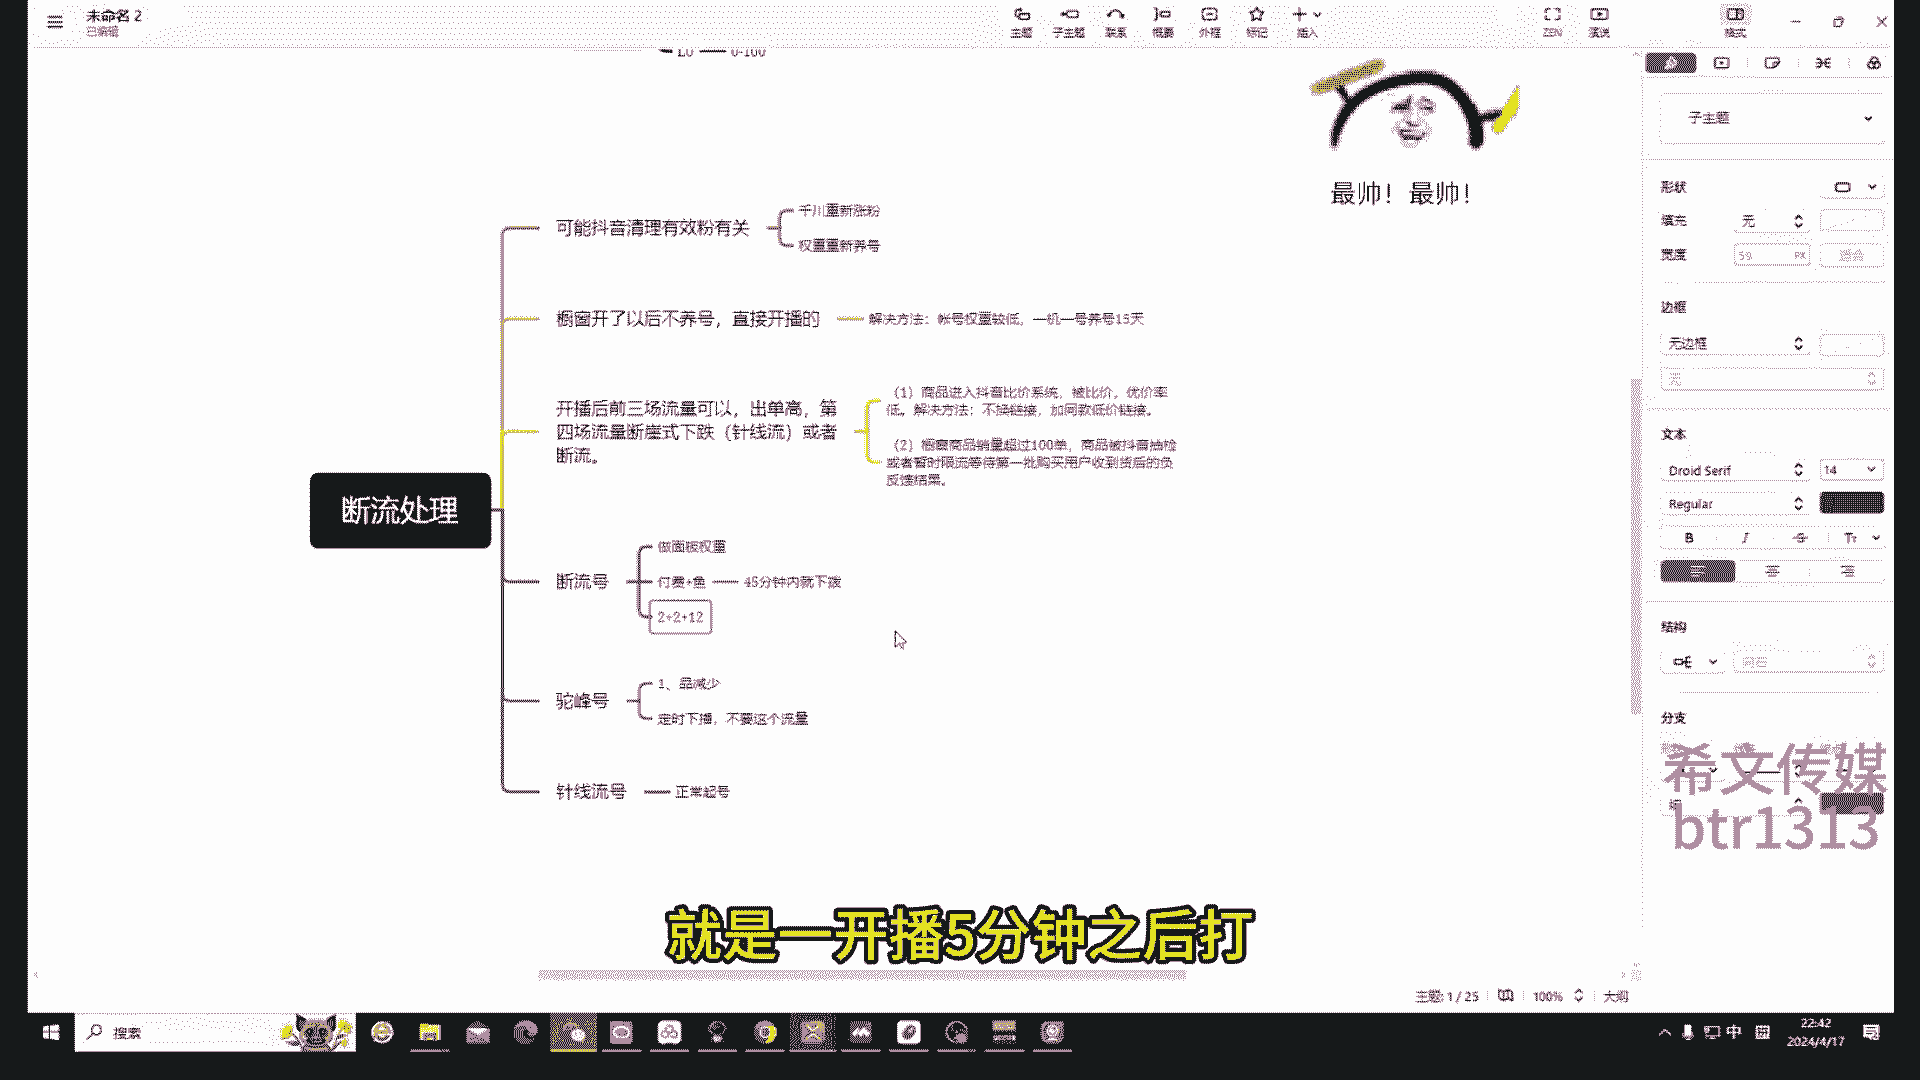 未命名 2
已编辑
主题
子主题
联系
概要
外框
标记
插入
ZEN
演说
格式
LU
0-100
最帅！最帅！
可能抖音清理有效粉有关
千川重新涨粉
权重重新养号
橱窗开了以后不养号，直接开播的
解决方法：帐号权重较低，一机一号养号15天
开播后前三场流量可以，出单高，第
四场流量断崖式下跌（针线流）或者
断流。
（1）商品进入抖音比价系统，被比价，优价率
低。解决方法：不挂链接，加同款低价链接。
（2）橱窗商品销量超过100单，商品被抖音抽检
或者暂时限流等待第一批购买用户收到货后的负
反馈结果。
断流处理
断流号
做面板权重
付费+鱼
45分钟内就下拨
2+2+12
驼峰号
1、品减少
定时下播，不要这个流量
针线流号
正常起号
子主题
形状
填充
无
宽度
59
PX
适合
边框
无边框
无
文本
Droid Serif
14
Regular
B
I
S
Tт
结构
分支
希文传媒
btr1313
就是一开播5分钟之后打
主题: 1 / 25
100%
大纲
搜索
中
22:42
2024/4/17